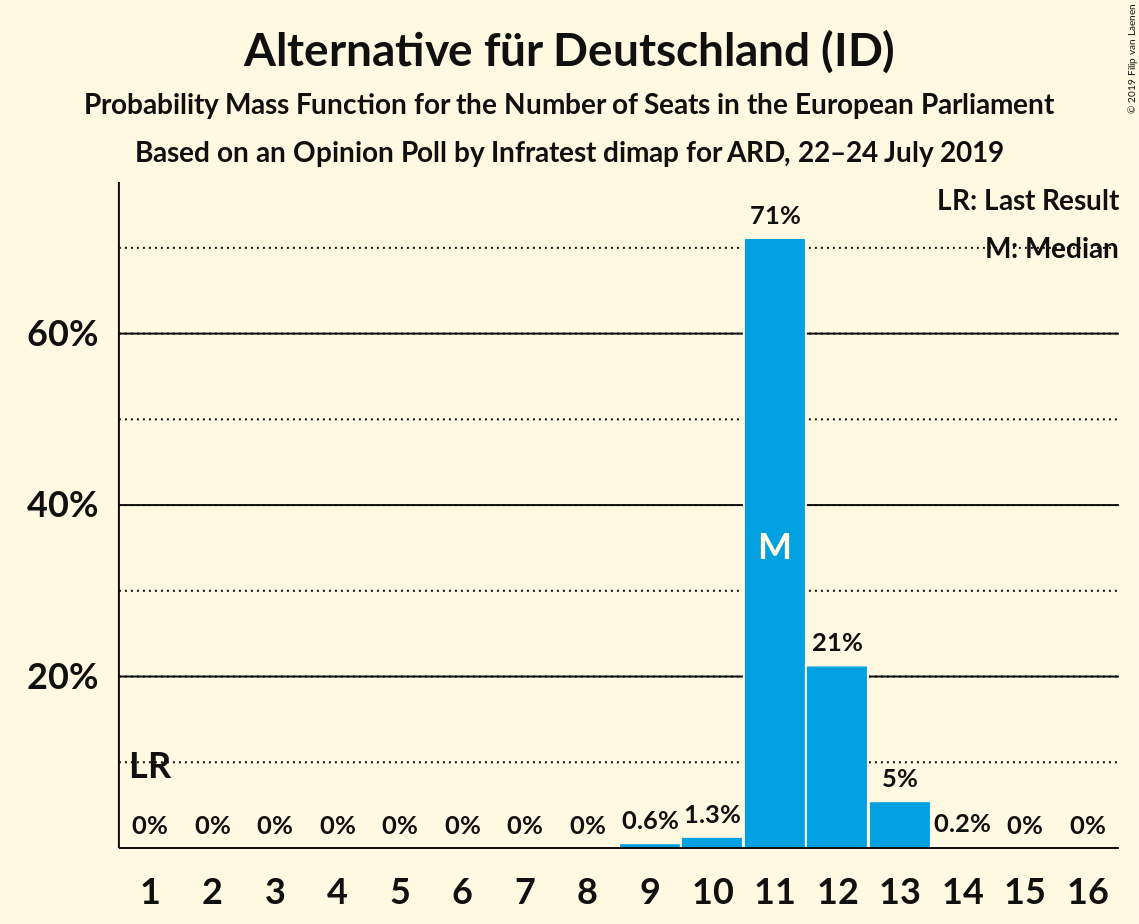 Alternative für Deutschland (ID)
Probability Mass Function for the Number of Seats in the European Parliament
Based on an Opinion Poll by Infratest dimap for ARD, 22–24 July 2019
© 2019 Filip van Laenen
LR: Last Result
M: Median
71%
60%
40%
M
21%
20%
LR
5%
0% 0% 0% 0% 0% 0% 0% 0% 0.6% 1.3% 0.2% 0% 0%
1 2 3 4 5 6 7 8 9 10 11 12 13 14 15 16